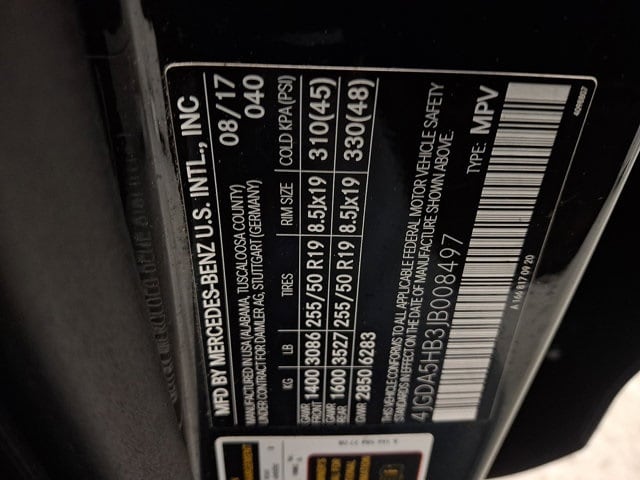 MFD BY MERCEDES-BENZ U.S. INTL., INC
08/17
MANUFACTURED IN USA (ALABAMA, TUSCALOOSA COUNTY)
UNDER CONTRACT FOR DAIMLER AG, STUTTGART (GERMANY)
040
KG LB TIRES RIM SIZE COLD KPA (PSI)
GAWR FRONT 1400 3086 255/50 R19 8.5Jx19 310(45)
GAWR REAR 1600 3527 255/50 R19 8.5Jx19 330(48)
GVWR 2850 6283
THIS VEHICLE CONFORMS TO ALL APPLICABLE FEDERAL MOTOR VEHICLE SAFETY
STANDARDS IN EFFECT ON THE DATE OF MANUFACTURE SHOWN ABOVE.
4JGDA5HB3JB008497 TYPE: MPV
A 166 817 09 20